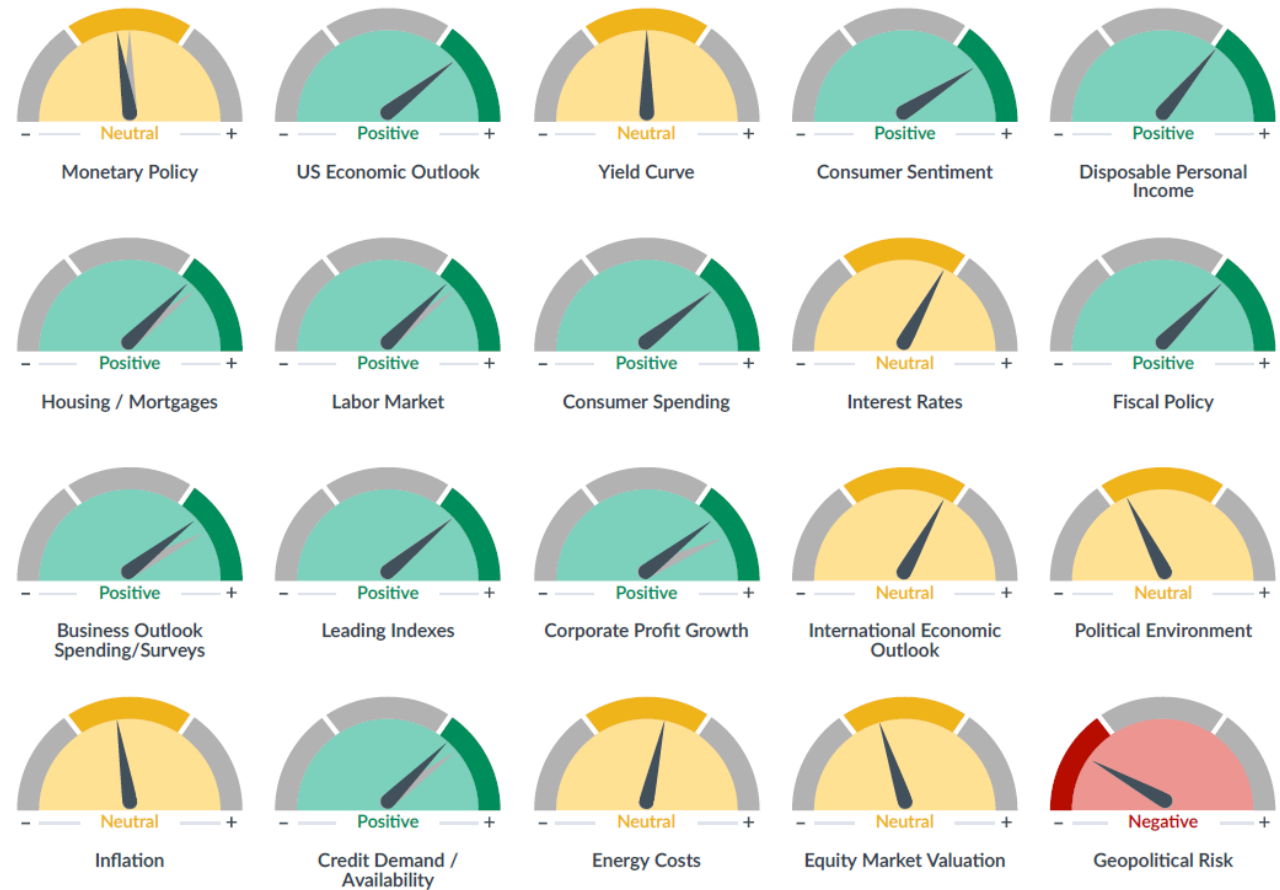 - Neutral +
Monetary Policy
- Positive +
US Economic Outlook
- Neutral +
Yield Curve
- Positive +
Consumer Sentiment
- Positive +
Disposable Personal
Income
- Positive +
Housing / Mortgages
- Positive +
Labor Market
- Positive +
Consumer Spending
- Neutral +
Interest Rates
- Positive +
Fiscal Policy
- Positive +
Business Outlook
Spending/Surveys
- Positive +
Leading Indexes
- Positive +
Corporate Profit Growth
- Neutral +
International Economic
Outlook
- Neutral +
Political Environment
- Neutral +
Inflation
- Positive +
Credit Demand /
Availability
- Neutral +
Energy Costs
- Neutral +
Equity Market Valuation
- Negative +
Geopolitical Risk